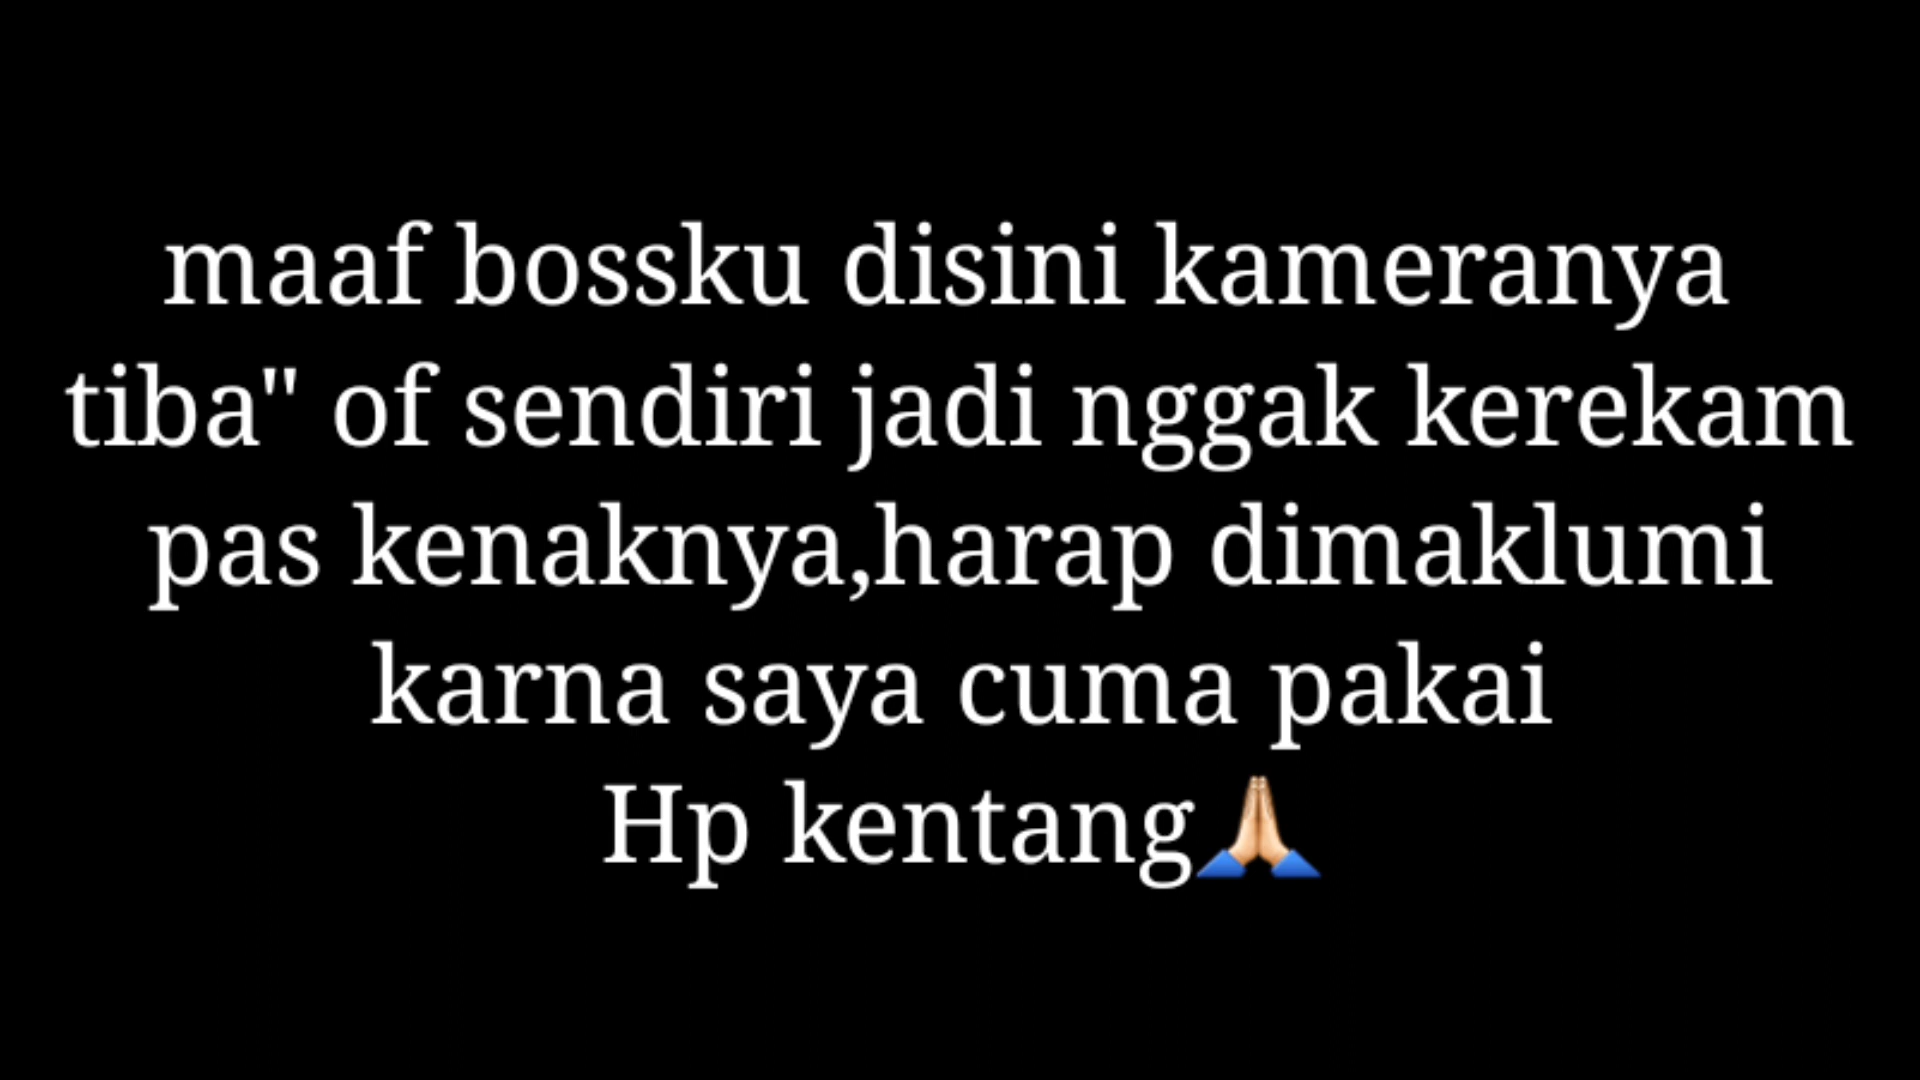 maaf bossku disini kameranya
tiba" of sendiri jadi nggak kerekam
pas kenaknya,harap dimaklumi
karna saya cuma pakai
Hp kentang🙏🏻